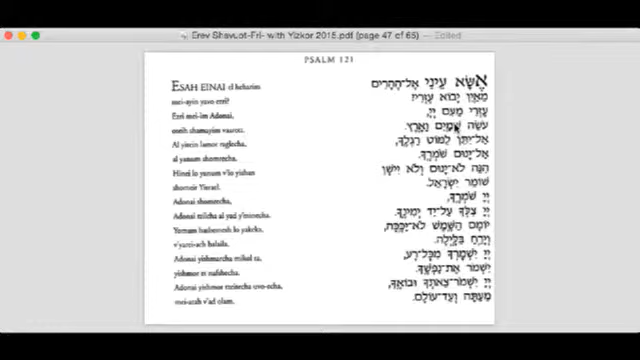 Erev Shavuot-Fri- with Yizkor 2015.pdf (page 47 of 65) — Edited
PSALM 121
ESAH EINAI el heharim
mei-ayin yavo ezri?
Ezri mei-im Adonai,
oseih shamayim vaaretz.
Al yitein lamot raglecha,
al yanum shomrecha.
Hinei lo yanum v'lo yishan
shomeir Yisrael.
Adonai shomrecha,
Adonai tzilcha al yad y'minecha.
Yomam hashemesh lo yakeka,
v'yarei-ach balaila.
Adonai yishmarcha mikol ra,
yishmor et nafshecha.
Adonai yishmor tzeitecha uvo-echa,
mei-atah v'ad olam.
אֶשָּׂא עֵינַי אֶל־הֶהָרִים
מֵאַיִן יָבוֹא עֶזְרִי׃
עֶזְרִי מֵעִם יְיָ,
עֹשֵׂה שָׁמַיִם וָאָרֶץ.
אַל־יִתֵּן לַמּוֹט רַגְלֶךָ,
אַל־יָנוּם שֹׁמְרֶךָ.
הִנֵּה לֹא־יָנוּם וְלֹא יִישָׁן
שׁוֹמֵר יִשְׂרָאֵל.
יְיָ שֹׁמְרֶךָ,
יְיָ צִלְּךָ עַל־יַד יְמִינֶךָ.
יוֹמָם הַשֶּׁמֶשׁ לֹא־יַכֶּכָּה,
וְיָרֵחַ בַּלָּיְלָה.
יְיָ יִשְׁמָרְךָ מִכָּל־רָע,
יִשְׁמֹר אֶת־נַפְשֶׁךָ.
יְיָ יִשְׁמֹר־צֵאתְךָ וּבוֹאֶךָ,
מֵעַתָּה וְעַד־עוֹלָם.